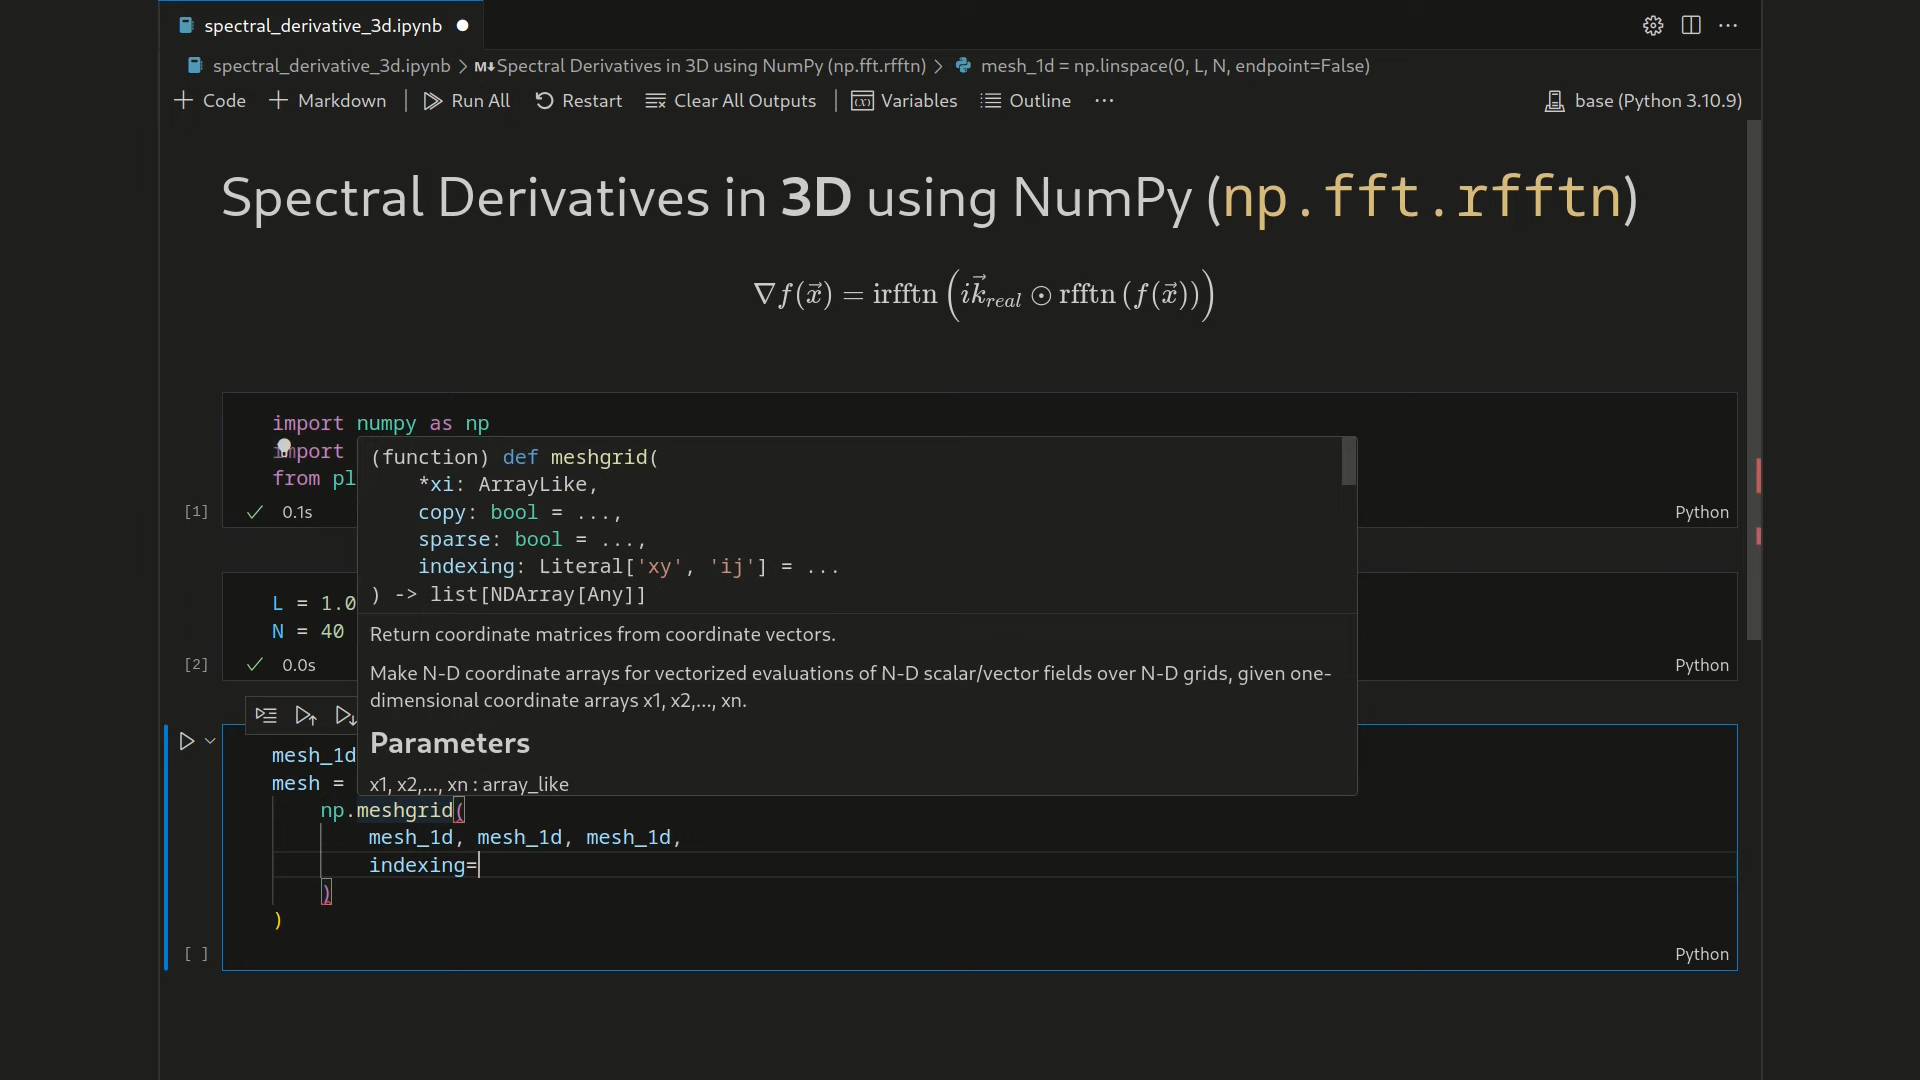 spectral_derivative_3d.ipynb
spectral_derivative_3d.ipynb > M↓Spectral Derivatives in 3D using NumPy (np.fft.rfftn) > mesh_1d = np.linspace(0, L, N, endpoint=False)
+ Code + Markdown | Run All Restart Clear All Outputs | (x) Variables Outline ··· base (Python 3.10.9)
Spectral Derivatives in 3D using NumPy (np.fft.rfftn)
∇f(x⃗) = irfftn (ik⃗_real ⊙ rfftn (f(x⃗)))
import numpy as np
import
from pl
[1] ✓ 0.1s Python
(function) def meshgrid(
*xi: ArrayLike,
copy: bool = ...,
sparse: bool = ...,
indexing: Literal['xy', 'ij'] = ...
) -> list[NDArray[Any]]
Return coordinate matrices from coordinate vectors.
Make N-D coordinate arrays for vectorized evaluations of N-D scalar/vector fields over N-D grids, given one-
dimensional coordinate arrays x1, x2,..., xn.
Parameters
x1, x2,..., xn : array_like
L = 1.0
N = 40
[2] ✓ 0.0s Python
mesh_1d
mesh =
np.meshgrid(
mesh_1d, mesh_1d, mesh_1d,
indexing=
)
)
[ ] Python